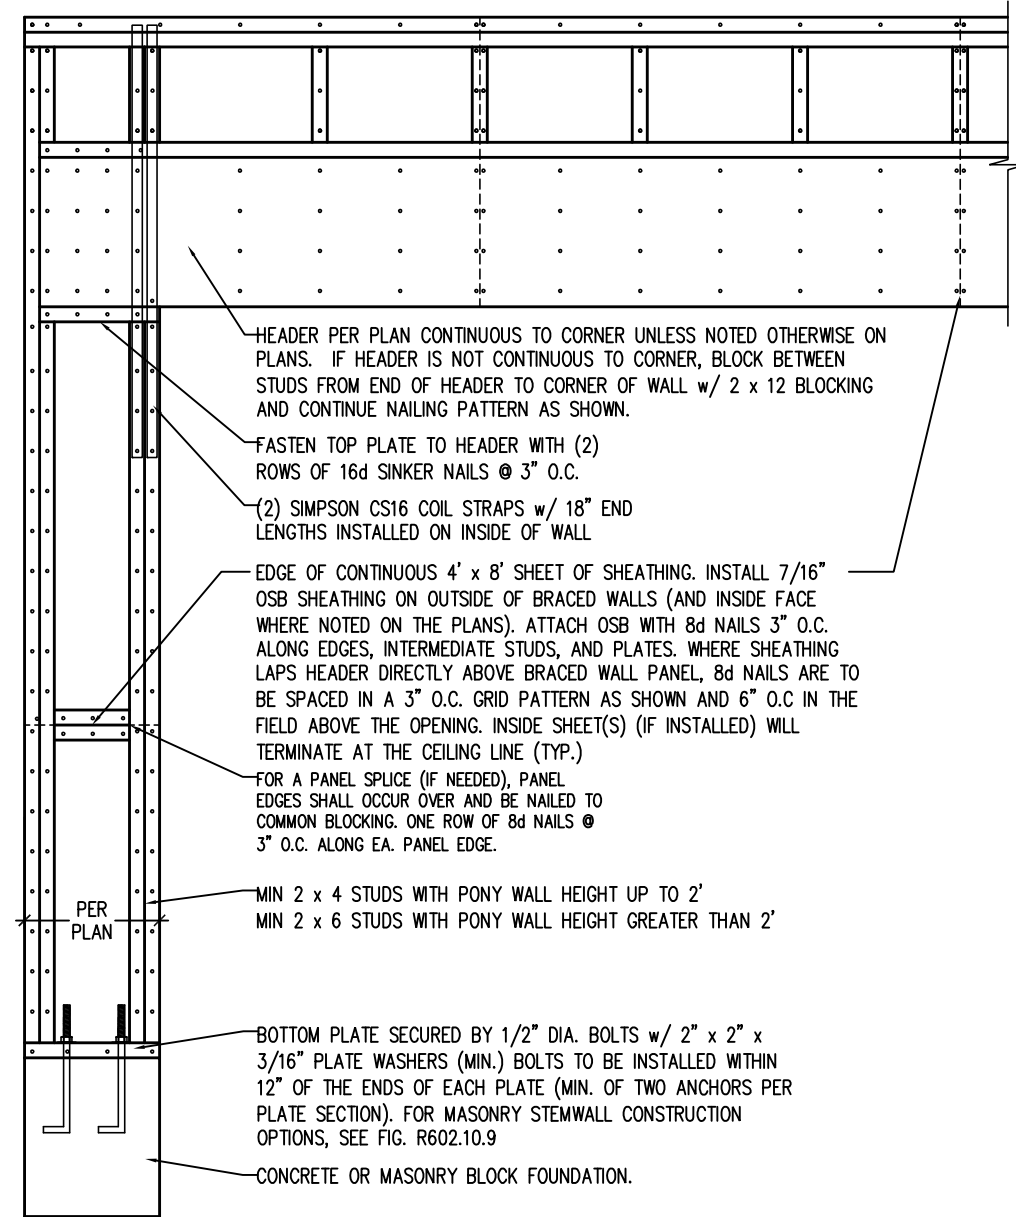 HEADER PER PLAN CONTINUOUS TO CORNER UNLESS NOTED OTHERWISE ON
PLANS. IF HEADER IS NOT CONTINUOUS TO CORNER, BLOCK BETWEEN
STUDS FROM END OF HEADER TO CORNER OF WALL w/ 2 x 12 BLOCKING
AND CONTINUE NAILING PATTERN AS SHOWN.
FASTEN TOP PLATE TO HEADER WITH (2)
ROWS OF 16d SINKER NAILS @ 3" O.C.
(2) SIMPSON CS16 COIL STRAPS w/ 18" END
LENGTHS INSTALLED ON INSIDE OF WALL
EDGE OF CONTINUOUS 4' x 8' SHEET OF SHEATHING. INSTALL 7/16"
OSB SHEATHING ON OUTSIDE OF BRACED WALLS (AND INSIDE FACE
WHERE NOTED ON THE PLANS). ATTACH OSB WITH 8d NAILS 3" O.C.
ALONG EDGES, INTERMEDIATE STUDS, AND PLATES. WHERE SHEATHING
LAPS HEADER DIRECTLY ABOVE BRACED WALL PANEL, 8d NAILS ARE TO
BE SPACED IN A 3" O.C. GRID PATTERN AS SHOWN AND 6" O.C IN THE
FIELD ABOVE THE OPENING. INSIDE SHEET(S) (IF INSTALLED) WILL
TERMINATE AT THE CEILING LINE (TYP.)
FOR A PANEL SPLICE (IF NEEDED), PANEL
EDGES SHALL OCCUR OVER AND BE NAILED TO
COMMON BLOCKING. ONE ROW OF 8d NAILS @
3" O.C. ALONG EA. PANEL EDGE.
MIN 2 x 4 STUDS WITH PONY WALL HEIGHT UP TO 2'
MIN 2 x 6 STUDS WITH PONY WALL HEIGHT GREATER THAN 2'
PER
PLAN
BOTTOM PLATE SECURED BY 1/2" DIA. BOLTS w/ 2" x 2" x
3/16" PLATE WASHERS (MIN.) BOLTS TO BE INSTALLED WITHIN
12" OF THE ENDS OF EACH PLATE (MIN. OF TWO ANCHORS PER
PLATE SECTION). FOR MASONRY STEMWALL CONSTRUCTION
OPTIONS, SEE FIG. R602.10.9
CONCRETE OR MASONRY BLOCK FOUNDATION.